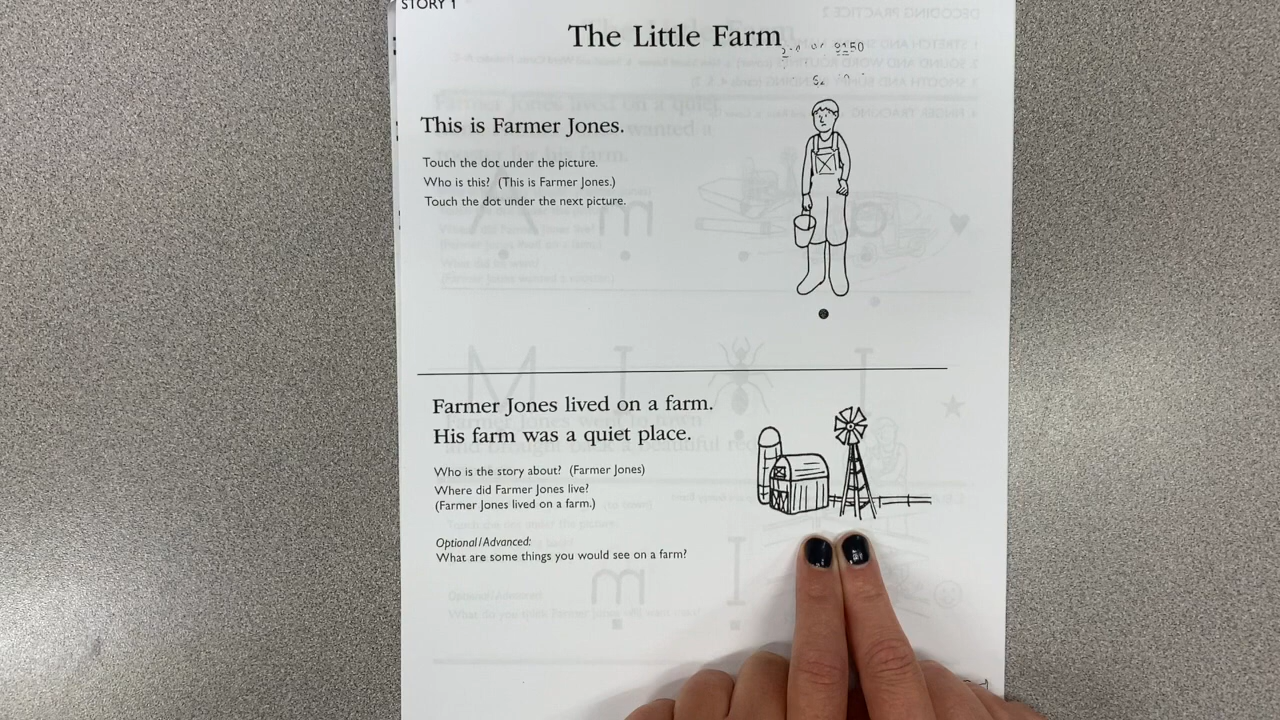 STORY 1
The Little Farm
This is Farmer Jones.
Touch the dot under the picture.
Who is this? (This is Farmer Jones.)
Touch the dot under the next picture.
Farmer Jones lived on a farm.
His farm was a quiet place.
Who is the story about? (Farmer Jones)
Where did Farmer Jones live?
(Farmer Jones lived on a farm.)
Optional/Advanced:
What are some things you would see on a farm?